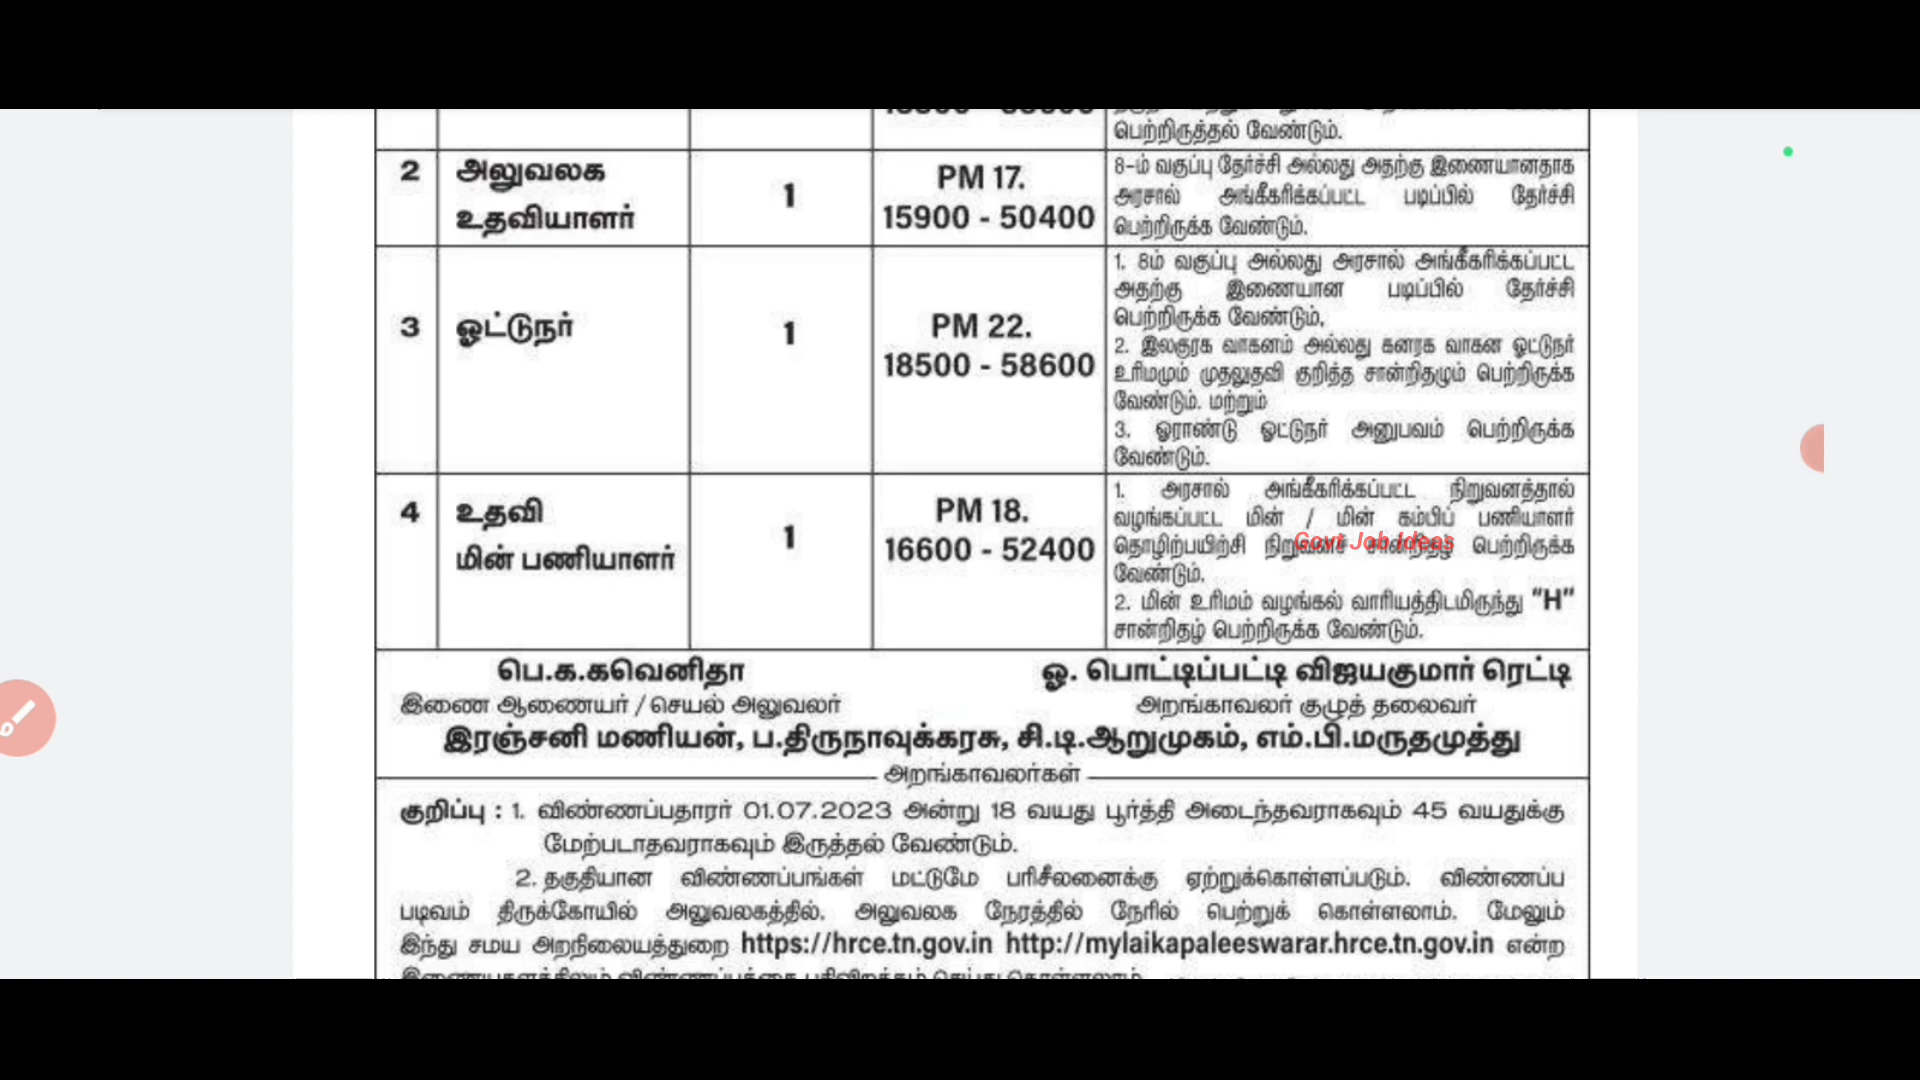 பெற்றிருத்தல் வேண்டும்.
2 அலுவலக உதவியாளர் 1 PM 17. 15900 - 50400
8-ம் வகுப்பு தேர்ச்சி அல்லது அதற்கு இணையானதாக
அரசால் அங்கீகரிக்கப்பட்ட படிப்பில் தேர்ச்சி
பெற்றிருக்க வேண்டும்.
3 ஓட்டுநர் 1 PM 22. 18500 - 58600
1. 8ம் வகுப்பு அல்லது அரசால் அங்கீகரிக்கப்பட்ட
அதற்கு இணையான படிப்பில் தேர்ச்சி
பெற்றிருக்க வேண்டும்,
2. இலகுரக வாகனம் அல்லது கனரக வாகன ஓட்டுநர்
உரிமமும் முதலுதவி குறித்த சான்றிதழும் பெற்றிருக்க
வேண்டும். மற்றும்
3. ஓராண்டு ஓட்டுநர் அனுபவம் பெற்றிருக்க
வேண்டும்.
4 உதவி மின் பணியாளர் 1 PM 18. 16600 - 52400
1. அரசால் அங்கீகரிக்கப்பட்ட நிறுவனத்தால்
வழங்கப்பட்ட மின் / மின் கம்பிப் பணியாளர்
தொழிற்பயிற்சி நிறுவனச் சான்றிதழ் பெற்றிருக்க
வேண்டும்.
Govt Job Ideas
2. மின் உரிமம் வழங்கல் வாரியத்திடமிருந்து "H"
சான்றிதழ் பெற்றிருக்க வேண்டும்.
பெ.க.கவெனிதா ஓ. பொட்டிப்பட்டி விஜயகுமார் ரெட்டி
இணை ஆணையர் / செயல் அலுவலர் அறங்காவலர் குழுத் தலைவர்
இரஞ்சனி மணியன், ப.திருநாவுக்கரசு, சி.டி.ஆறுமுகம், எம்.பி.மருதமுத்து
அறங்காவலர்கள்
குறிப்பு : 1. விண்ணப்பதாரர் 01.07.2023 அன்று 18 வயது பூர்த்தி அடைந்தவராகவும் 45 வயதுக்கு
மேற்படாதவராகவும் இருத்தல் வேண்டும்.
2. தகுதியான விண்ணப்பங்கள் மட்டுமே பரிசீலனைக்கு ஏற்றுக்கொள்ளப்படும். விண்ணப்ப
படிவம் திருக்கோயில் அலுவலகத்தில். அலுவலக நேரத்தில் நேரில் பெற்றுக் கொள்ளலாம். மேலும்
இந்து சமய அறநிலையத்துறை https://hrce.tn.gov.in http://mylaikapaleeswarar.hrce.tn.gov.in என்ற